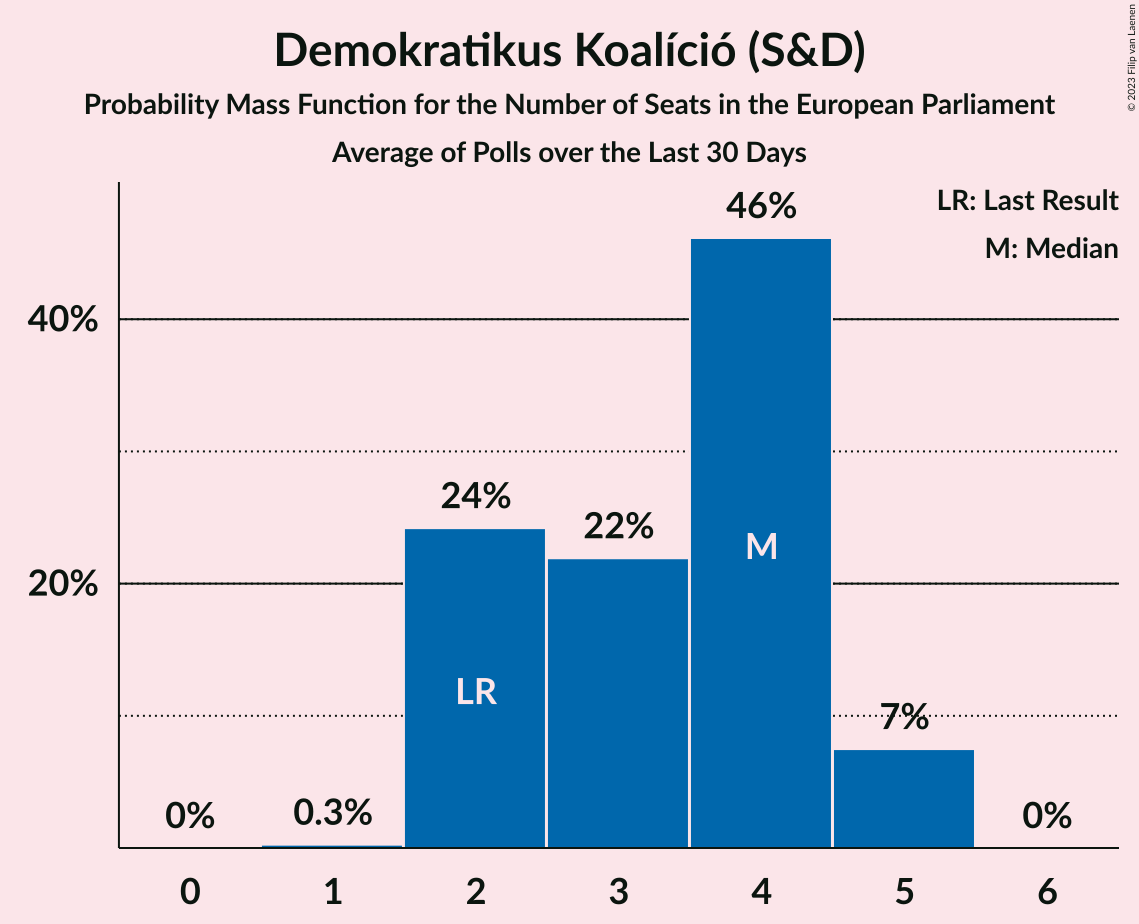 Demokratikus Koalíció (S&D)
Probability Mass Function for the Number of Seats in the European Parliament
Average of Polls over the Last 30 Days
© 2023 Filip van Laenen
LR: Last Result
M: Median
46%
40%
24%
22%
M
20%
LR
7%
0%
0.3%
0%
0 1 2 3 4 5 6